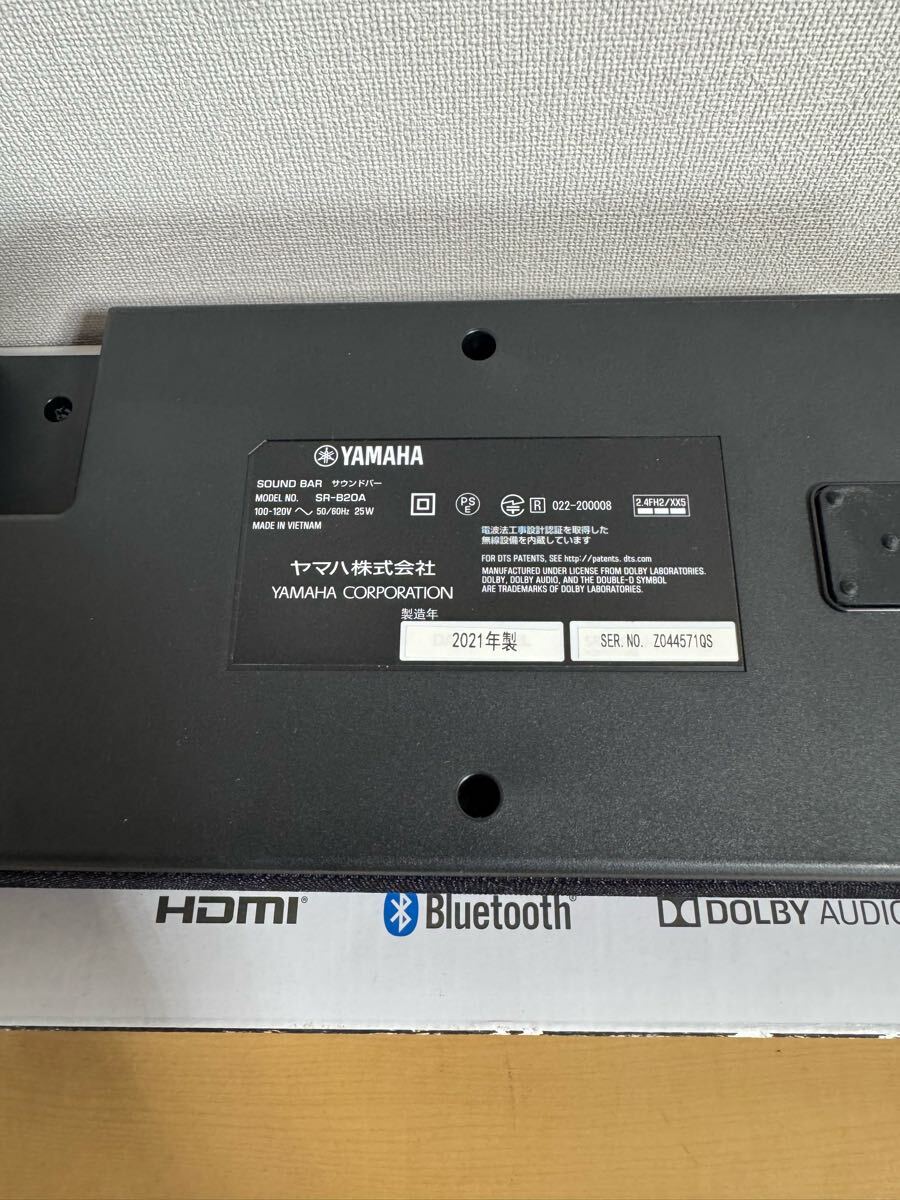 YAMAHA
SOUND BAR サウンドバー
MODEL NO. SR-B20A
100-120V ～ 50/60Hz 25W
MADE IN VIETNAM
PS
E
R 022-200008
2.4FH2/XX5
電波法工事設計認証を取得した
無線設備を内蔵しています
FOR DTS PATENTS, SEE http://patents. dts.com
MANUFACTURED UNDER LICENSE FROM DOLBY LABORATORIES.
DOLBY, DOLBY AUDIO, AND THE DOUBLE-D SYMBOL
ARE TRADEMARKS OF DOLBY LABORATORIES.
ヤマハ株式会社
YAMAHA CORPORATION
製造年
2021年製
SER. NO. Z044571QS
HDMI®
Bluetooth®
DOLBY AUDIO